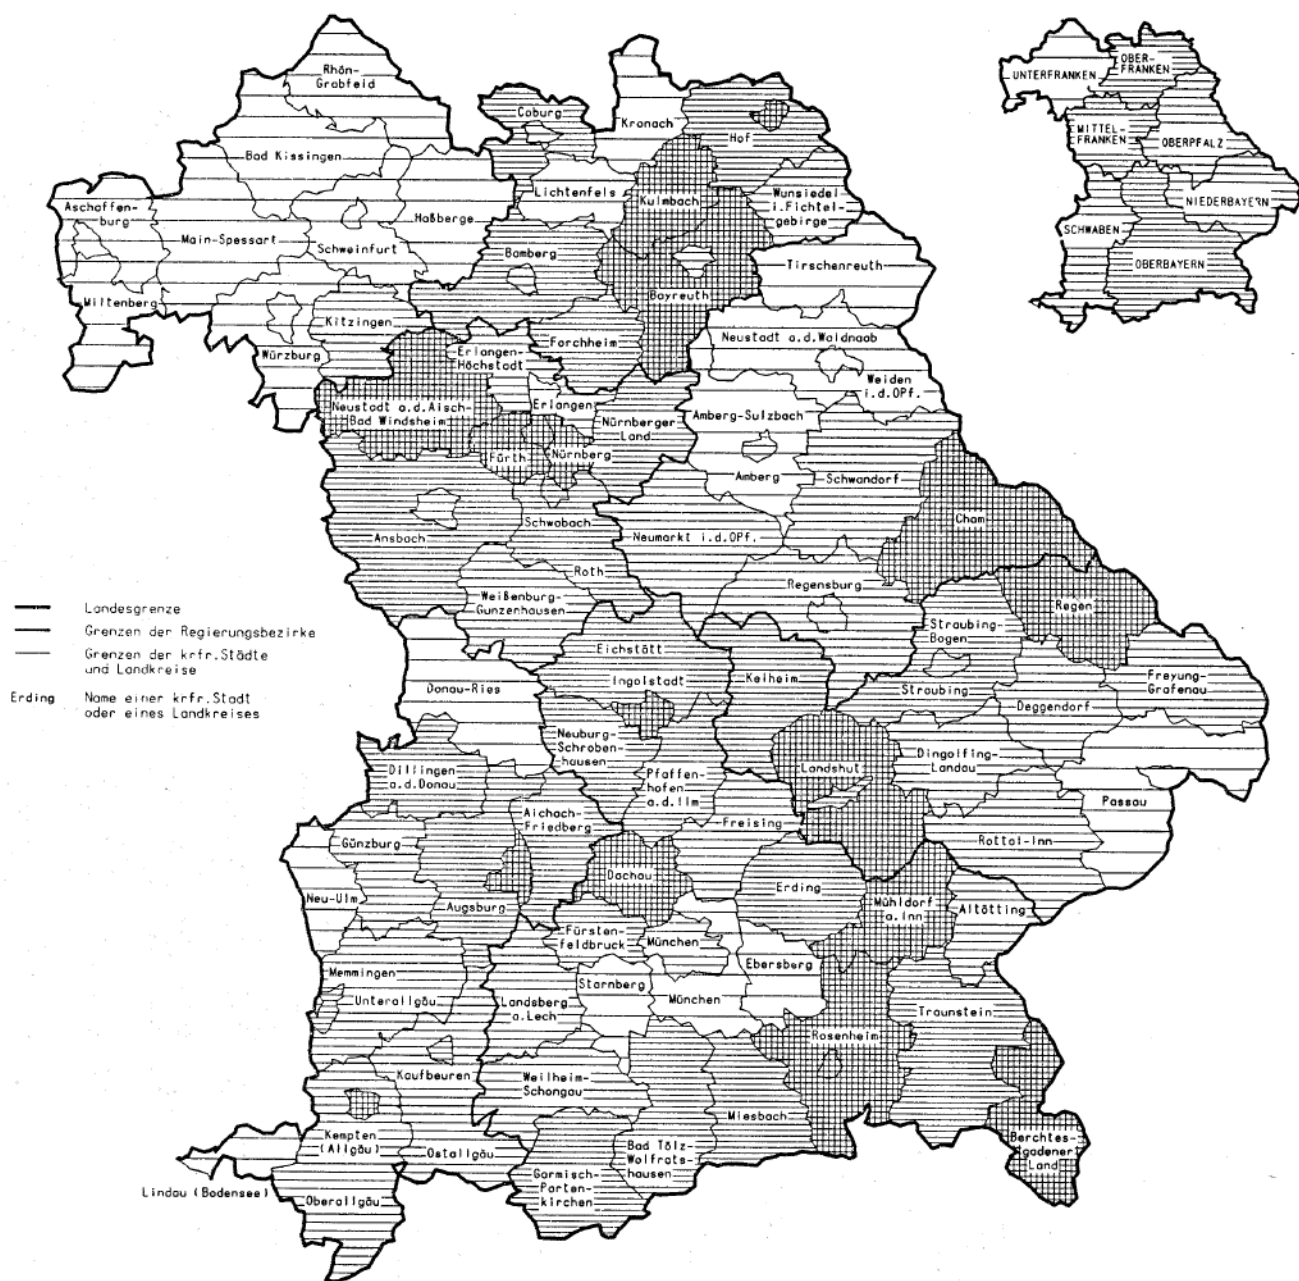 Rhön-
Grabfeld
Coburg
Kronach
Hof
Bad Kissingen
Lichtenfels
Kulmbach
Wunsiedel
i.Fichtel-
gebirge
Aschaffen-
burg
Haßberge
Main-Spessart
Schweinfurt
Bamberg
Tirschenreuth
Bayreuth
Miltenberg
Kitzingen
Würzburg
Erlangen-
Höchstadt
Forchheim
Neustadt a.d.Waldnaab
Weiden
i.d.OPf.
Neustadt a.d.Aisch-
Bad Windsheim
Erlangen
Nürnberger
Land
Amberg-Sulzbach
Fürth
Nürnberg
Amberg
Schwandorf
Cham
Ansbach
Schwabach
Neumarkt i.d.OPf.
Roth
Regensburg
Weißenburg-
Gunzenhausen
Regen
Straubing-
Bogen
Eichstätt
Ingolstadt
Kelheim
Straubing
Freyung-
Grafenau
Donau-Ries
Deggendorf
Neuburg-
Schroben-
hausen
Dingolfing-
Landau
Landshut
Dillingen
a.d.Donau
Pfaffen-
hofen
a.d.Ilm
Passau
Aichach-
Friedberg
Freising
Günzburg
Rottal-Inn
Dachau
Erding
Neu-Ulm
Augsburg
Mühldorf
a.Inn
Altötting
Fürsten-
feldbruck
München
Ebersberg
Memmingen
Unterallgäu
Landsberg
a.Lech
Starnberg
München
Traunstein
Rosenheim
Kaufbeuren
Weilheim-
Schongau
Miesbach
Kempten
(Allgäu)
Ostallgäu
Bad Tölz-
Wolfrats-
hausen
Berchtes-
gadener
Land
Garmisch-
Parten-
kirchen
Lindau (Bodensee)
Oberallgäu
UNTERFRANKEN
OBER-
FRANKEN
MITTEL-
FRANKEN
OBERPFALZ
NIEDERBAYERN
SCHWABEN
OBERBAYERN
Landesgrenze
Grenzen der Regierungsbezirke
Grenzen der krfr.Städte
und Landkreise
Erding Name einer krfr.Stadt
oder eines Landkreises